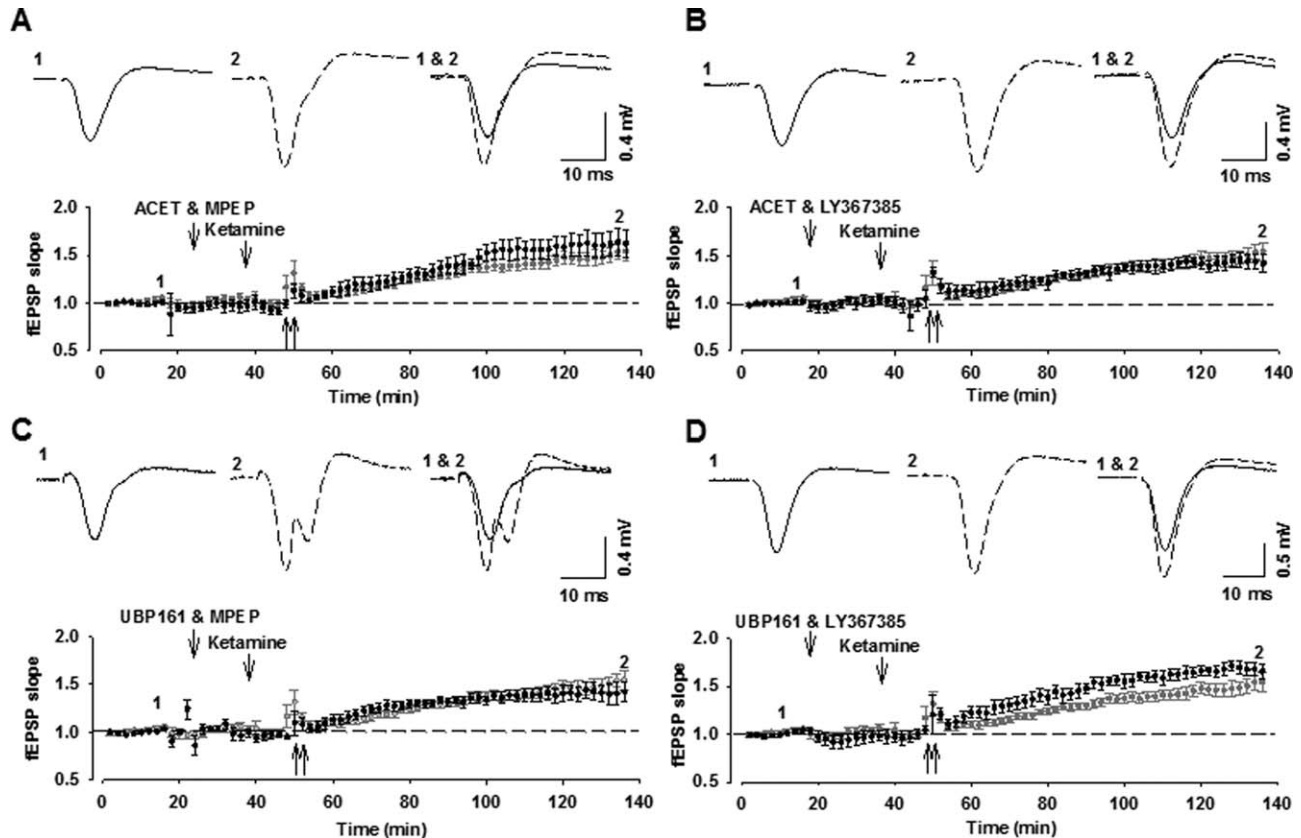 A
1
2
1 & 2
0.4 mV
10 ms
2.0
1.5
1.0
0.5
fEPSP slope
ACET & MPEP
Ketamine
1
2
0 20 40 60 80 100 120 140
Time (min)
B
1
2
1 & 2
0.4 mV
10 ms
2.0
1.5
1.0
0.5
fEPSP slope
ACET & LY367385
Ketamine
1
2
0 20 40 60 80 100 120 140
Time (min)
C
1
2
1 & 2
0.4 mV
10 ms
2.0
1.5
1.0
0.5
fEPSP slope
UBP161 & MPEP
Ketamine
1
2
0 20 40 60 80 100 120 140
Time (min)
D
1
2
1 & 2
0.5 mV
10 ms
2.0
1.5
1.0
0.5
fEPSP slope
UBP161 & LY367385
Ketamine
1
2
0 20 40 60 80 100 120 140
Time (min)